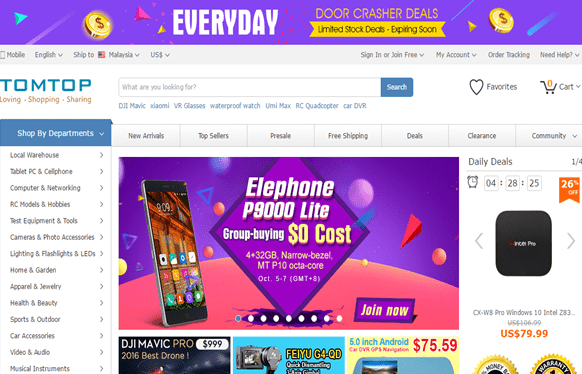 EVERYDAY
DOOR CRASHER DEALS
Limited Stock Deals - Expiring Soon
Mobile English Ship to Malaysia US$ Sign In or Join Free My Account Order Tracking Need Help?
TOMTOP
Loving · Shopping · Sharing
What are you looking for?
Search
Favorites
0
Cart
DJI Mavic xiaomi VR Glasses waterproof watch Umi Max RC Quadcopter car DVR
Shop By Departments
New Arrivals Top Sellers Presale Free Shipping Deals Clearance Community
Local Warehouse
Tablet PC & Cellphone
Computer & Networking
RC Models & Hobbies
Test Equipment & Tools
Cameras & Photo Accessories
Lighting & Flashlights & LEDs
Home & Garden
Apparel & Jewelry
Health & Beauty
Sports & Outdoor
Car Accessories
Video & Audio
Musical Instruments
9:09
Elephone
P9000 Lite
Group-buying $0 Cost
4+32GB, Narrow-bezel,
MT P10 octa-core
Oct. 5-7 (GMT+8)
Join now
Daily Deals 1/4
04 : 28 : 25
26%
OFF
Intel Pro
CX-W8 Pro Windows 10 Intel Z83...
US$106.99
US$79.99
DJI MAVIC PRO $999
2016 Best Drone !
FEIYU G4-QD
Quick Dismantling
5.0 inch Android
Car DVR GPS Navigation
$75.59